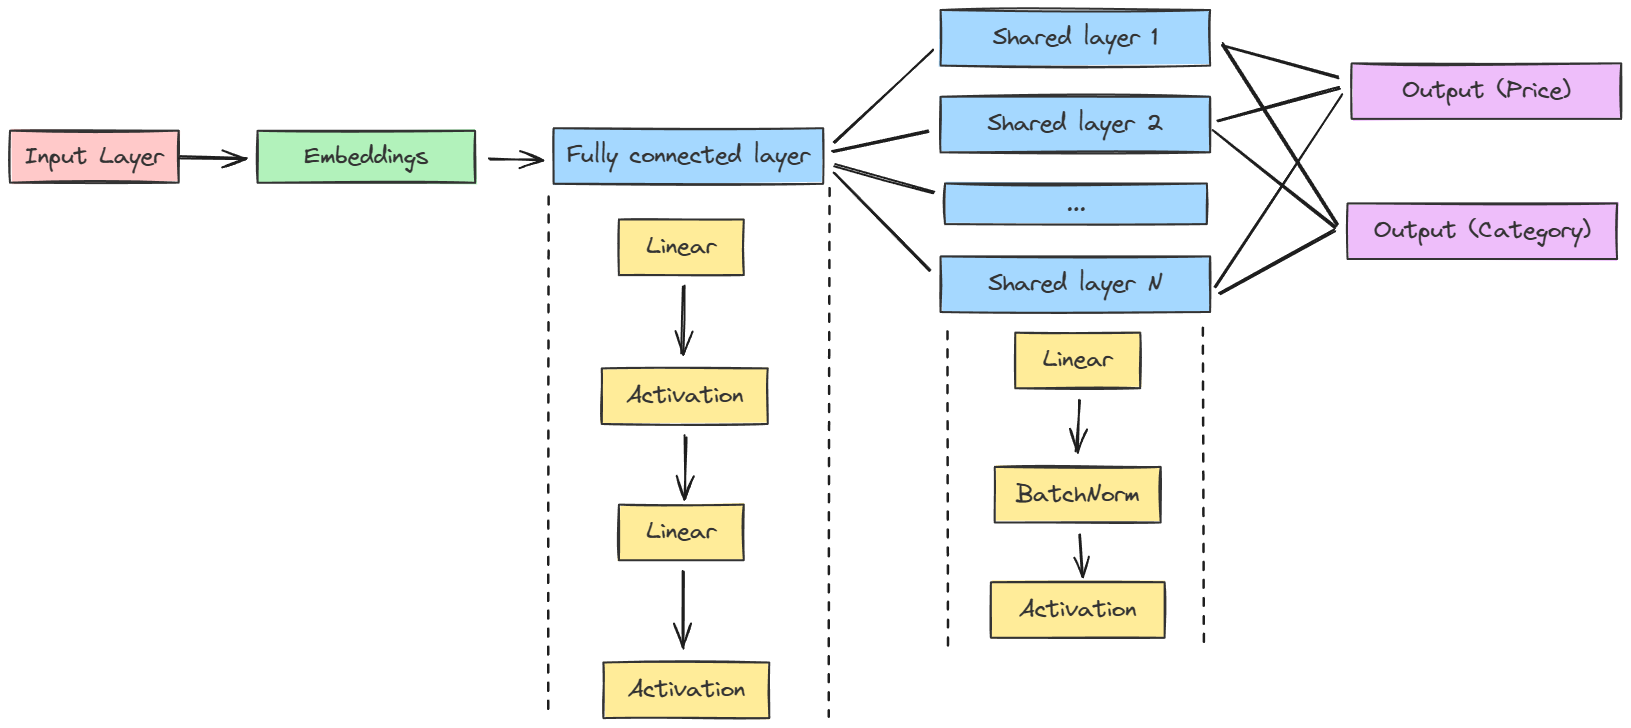 Input Layer
Embeddings
Fully connected layer
Linear
Activation
Linear
Activation
Shared layer 1
Shared layer 2
...
Shared layer N
Linear
BatchNorm
Activation
Output (Price)
Output (Category)